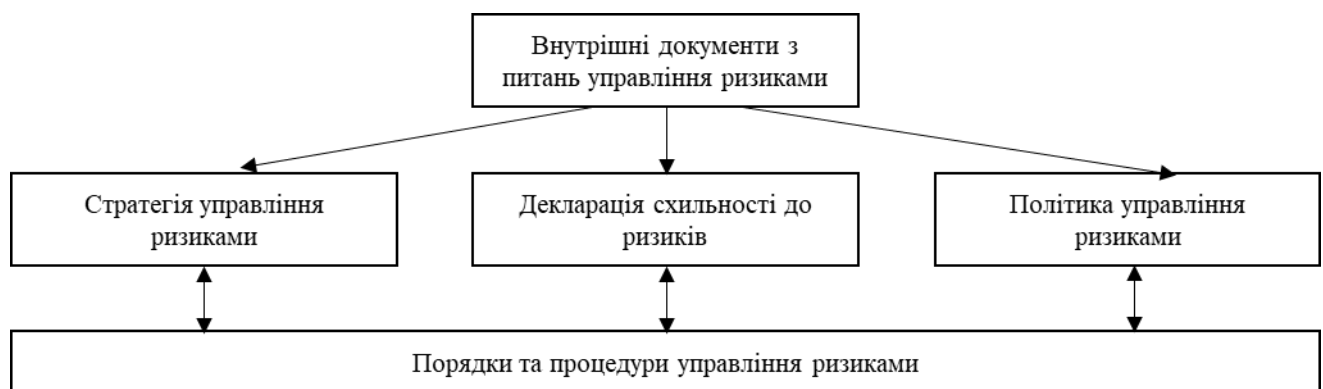 Внутрішні документи з
питань управління ризиками
Стратегія управління
ризиками
Декларація схильності до
ризиків
Політика управління
ризиками
Порядки та процедури управління ризиками